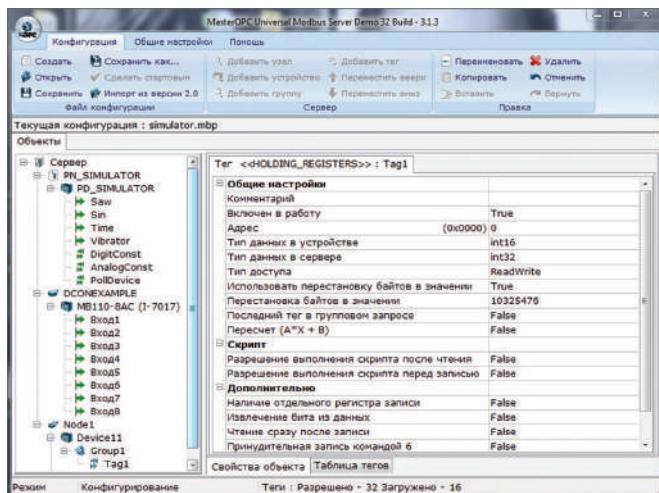 MasterOPC Universal Modbus Server Demo 32 Build - 3.1.3
Конфигурация Общие настройки Помощь
Создать Сохранить как... Добавить узел Добавить тег Переименовать Удалить
Открыть Сделать стартовым Добавить устройство Переместить вверх Копировать Отменить
Сохранить Импорт из версии 2.0 Добавить группу Переместить вниз Вставить Вернуть
Файл конфигурации Сервер Правка
Текущая конфигурация : simulator.mbp
Объекты
Сервер
PN_SIMULATOR
PD_SIMULATOR
Saw
Sin
Time
Vibrator
DigitConst
AnalogConst
PollDevice
DCONEXAMPLE
MB110-8AC (I-7017)
Вход1
Вход2
Вход3
Вход4
Вход5
Вход6
Вход7
Вход8
Node1
Device11
Group1
Tag1
Тег <<HOLDING_REGISTERS>> : Tag1
Общие настройки
Комментарий
Включен в работу True
Адрес (0x0000) 0
Тип данных в устройстве int16
Тип данных в сервере int32
Тип доступа ReadWrite
Использовать перестановку байтов в значении True
Перестановка байтов в значении 10325476
Последний тег в групповом запросе False
Пересчет (A*X + B) False
Скрипт
Разрешение выполнения скрипта после чтения False
Разрешение выполнения скрипта перед записью False
Дополнительно
Наличие отдельного регистра записи False
Извлечение бита из данных False
Чтение сразу после записи False
Принудительная запись командой 6 False
Свойства объекта Таблица тегов
Режим Конфигурирование Теги : Разрешено - 32 Загружено - 16